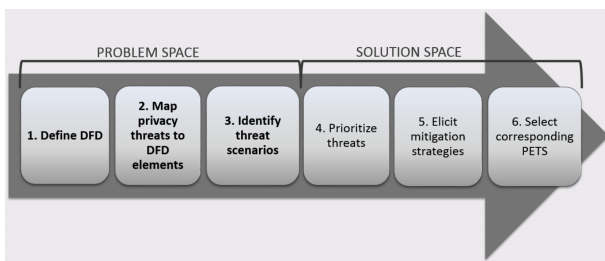 PROBLEM SPACE
SOLUTION SPACE
1. Define DFD
2. Map
privacy
threats to
DFD
elements
3. Identify
threat
scenarios
4. Prioritize
threats
5. Elicit
mitigation
strategies
6. Select
corresponding
PETS